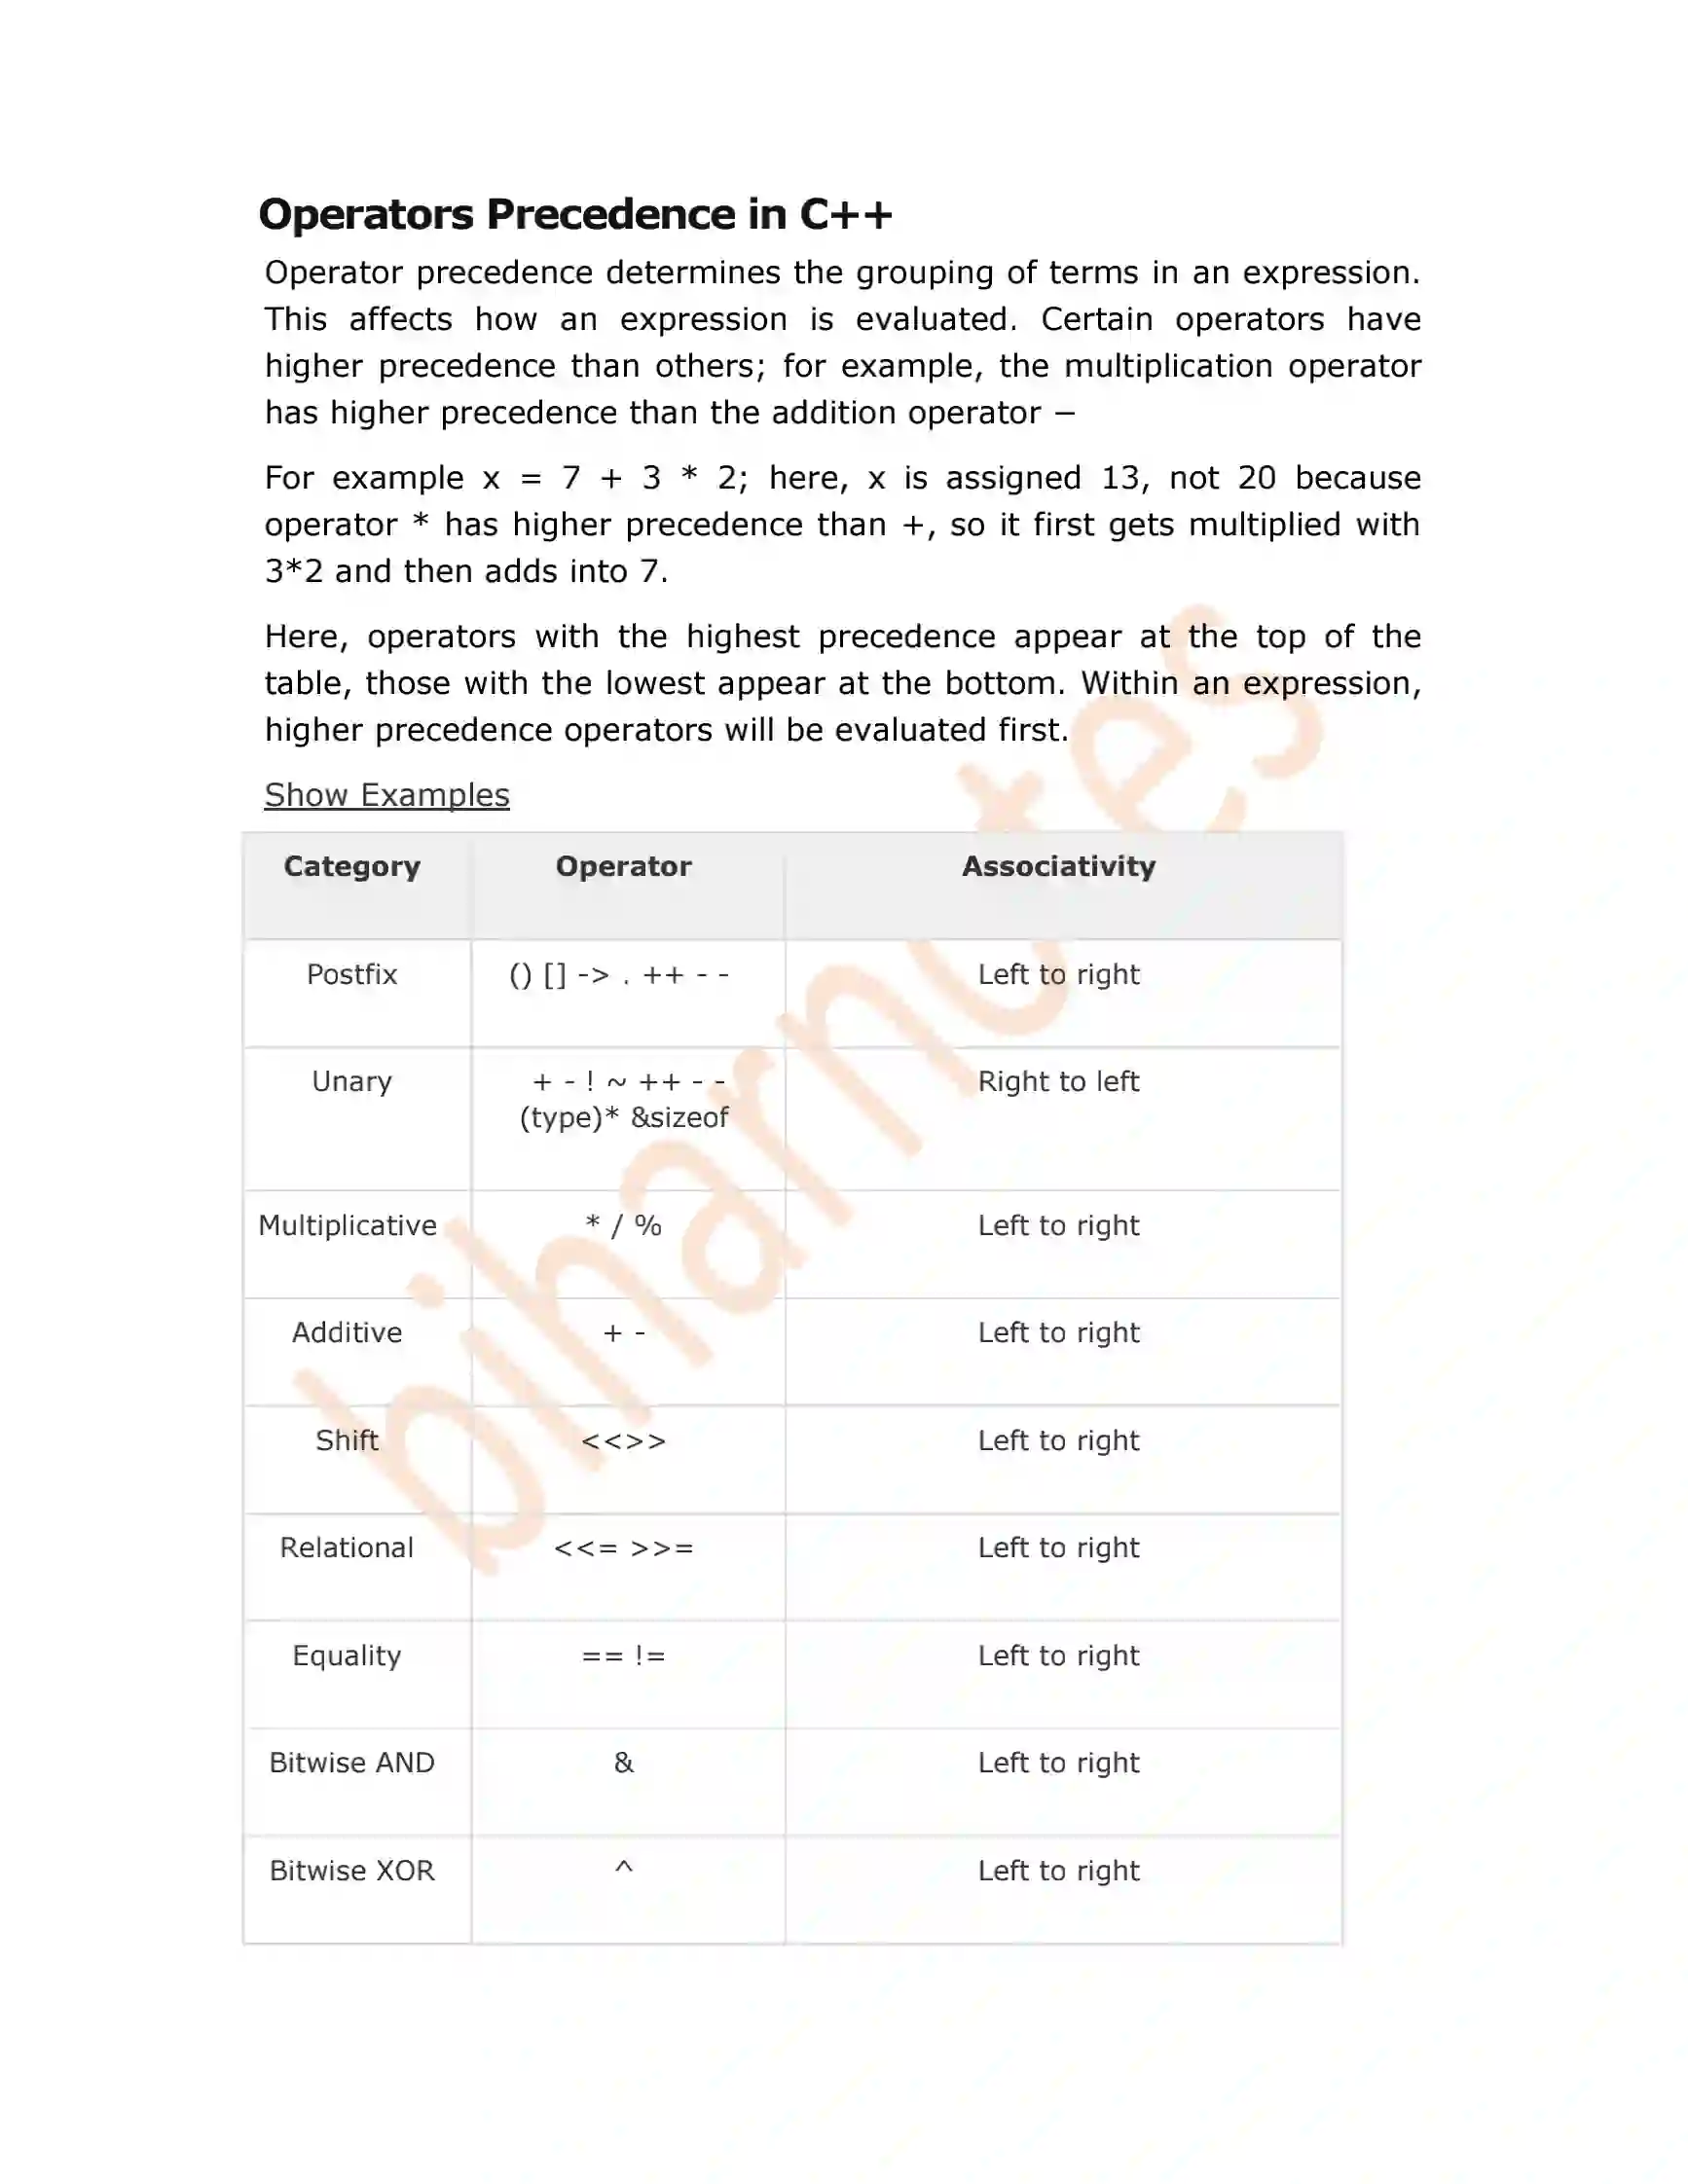 Operators Precedence in C++
Operator precedence determines the grouping of terms in an expression.
This affects how an expression is evaluated. Certain operators have
higher precedence than others; for example, the multiplication operator
has higher precedence than the addition operator −
For example x = 7 + 3 * 2; here, x is assigned 13, not 20 because
operator * has higher precedence than +, so it first gets multiplied with
3*2 and then adds into 7.
Here, operators with the highest precedence appear at the top of the
table, those with the lowest appear at the bottom. Within an expression,
higher precedence operators will be evaluated first.
Show Examples
Category Operator Associativity
Postfix () [] -> . ++ - - Left to right
Unary + - ! ~ ++ - - Right to left
(type)* &sizeof
Multiplicative * / % Left to right
Additive + - Left to right
Shift <<>> Left to right
Relational <<= >>= Left to right
Equality == != Left to right
Bitwise AND & Left to right
Bitwise XOR ^ Left to right
biharnotes